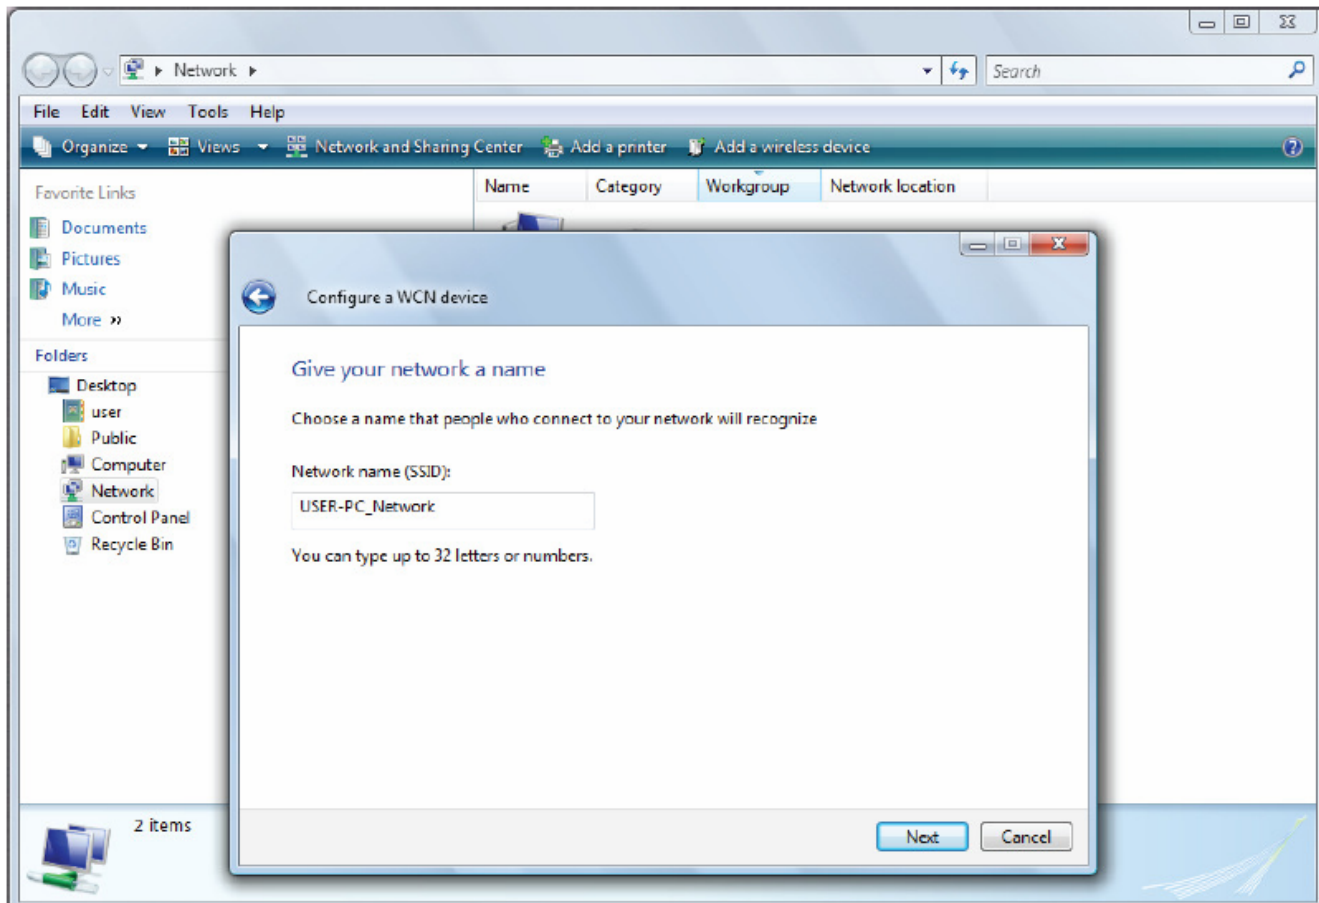 Network
Search
File Edit View Tools Help
Organize Views Network and Sharing Center Add a printer Add a wireless device
Favorite Links
Name Category Workgroup Network location
Documents
Pictures
Music
More »
Folders
Desktop
user
Public
Computer
Network
Control Panel
Recycle Bin
Configure a WCN device
Give your network a name
Choose a name that people who connect to your network will recognize
Network name (SSID):
USER-PC_Network
You can type up to 32 letters or numbers.
Next Cancel
2 items